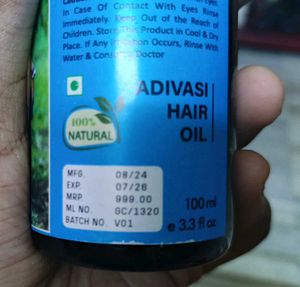 In Case Of Contact With Eyes Rinse
Immediately. Keep Out of the Reach of
Children. Store This Product in Cool & Dry
Place. If Any Irritation Occurs, Rinse With
Water & Consult Doctor
ADIVASI
HAIR
OIL
100%
NATURAL
MFG. 08/24
EXP. 07/26
MRP 999.00
ML NO. GC/1320
BATCH NO. V01
100 ml
e 3.3 fl oz